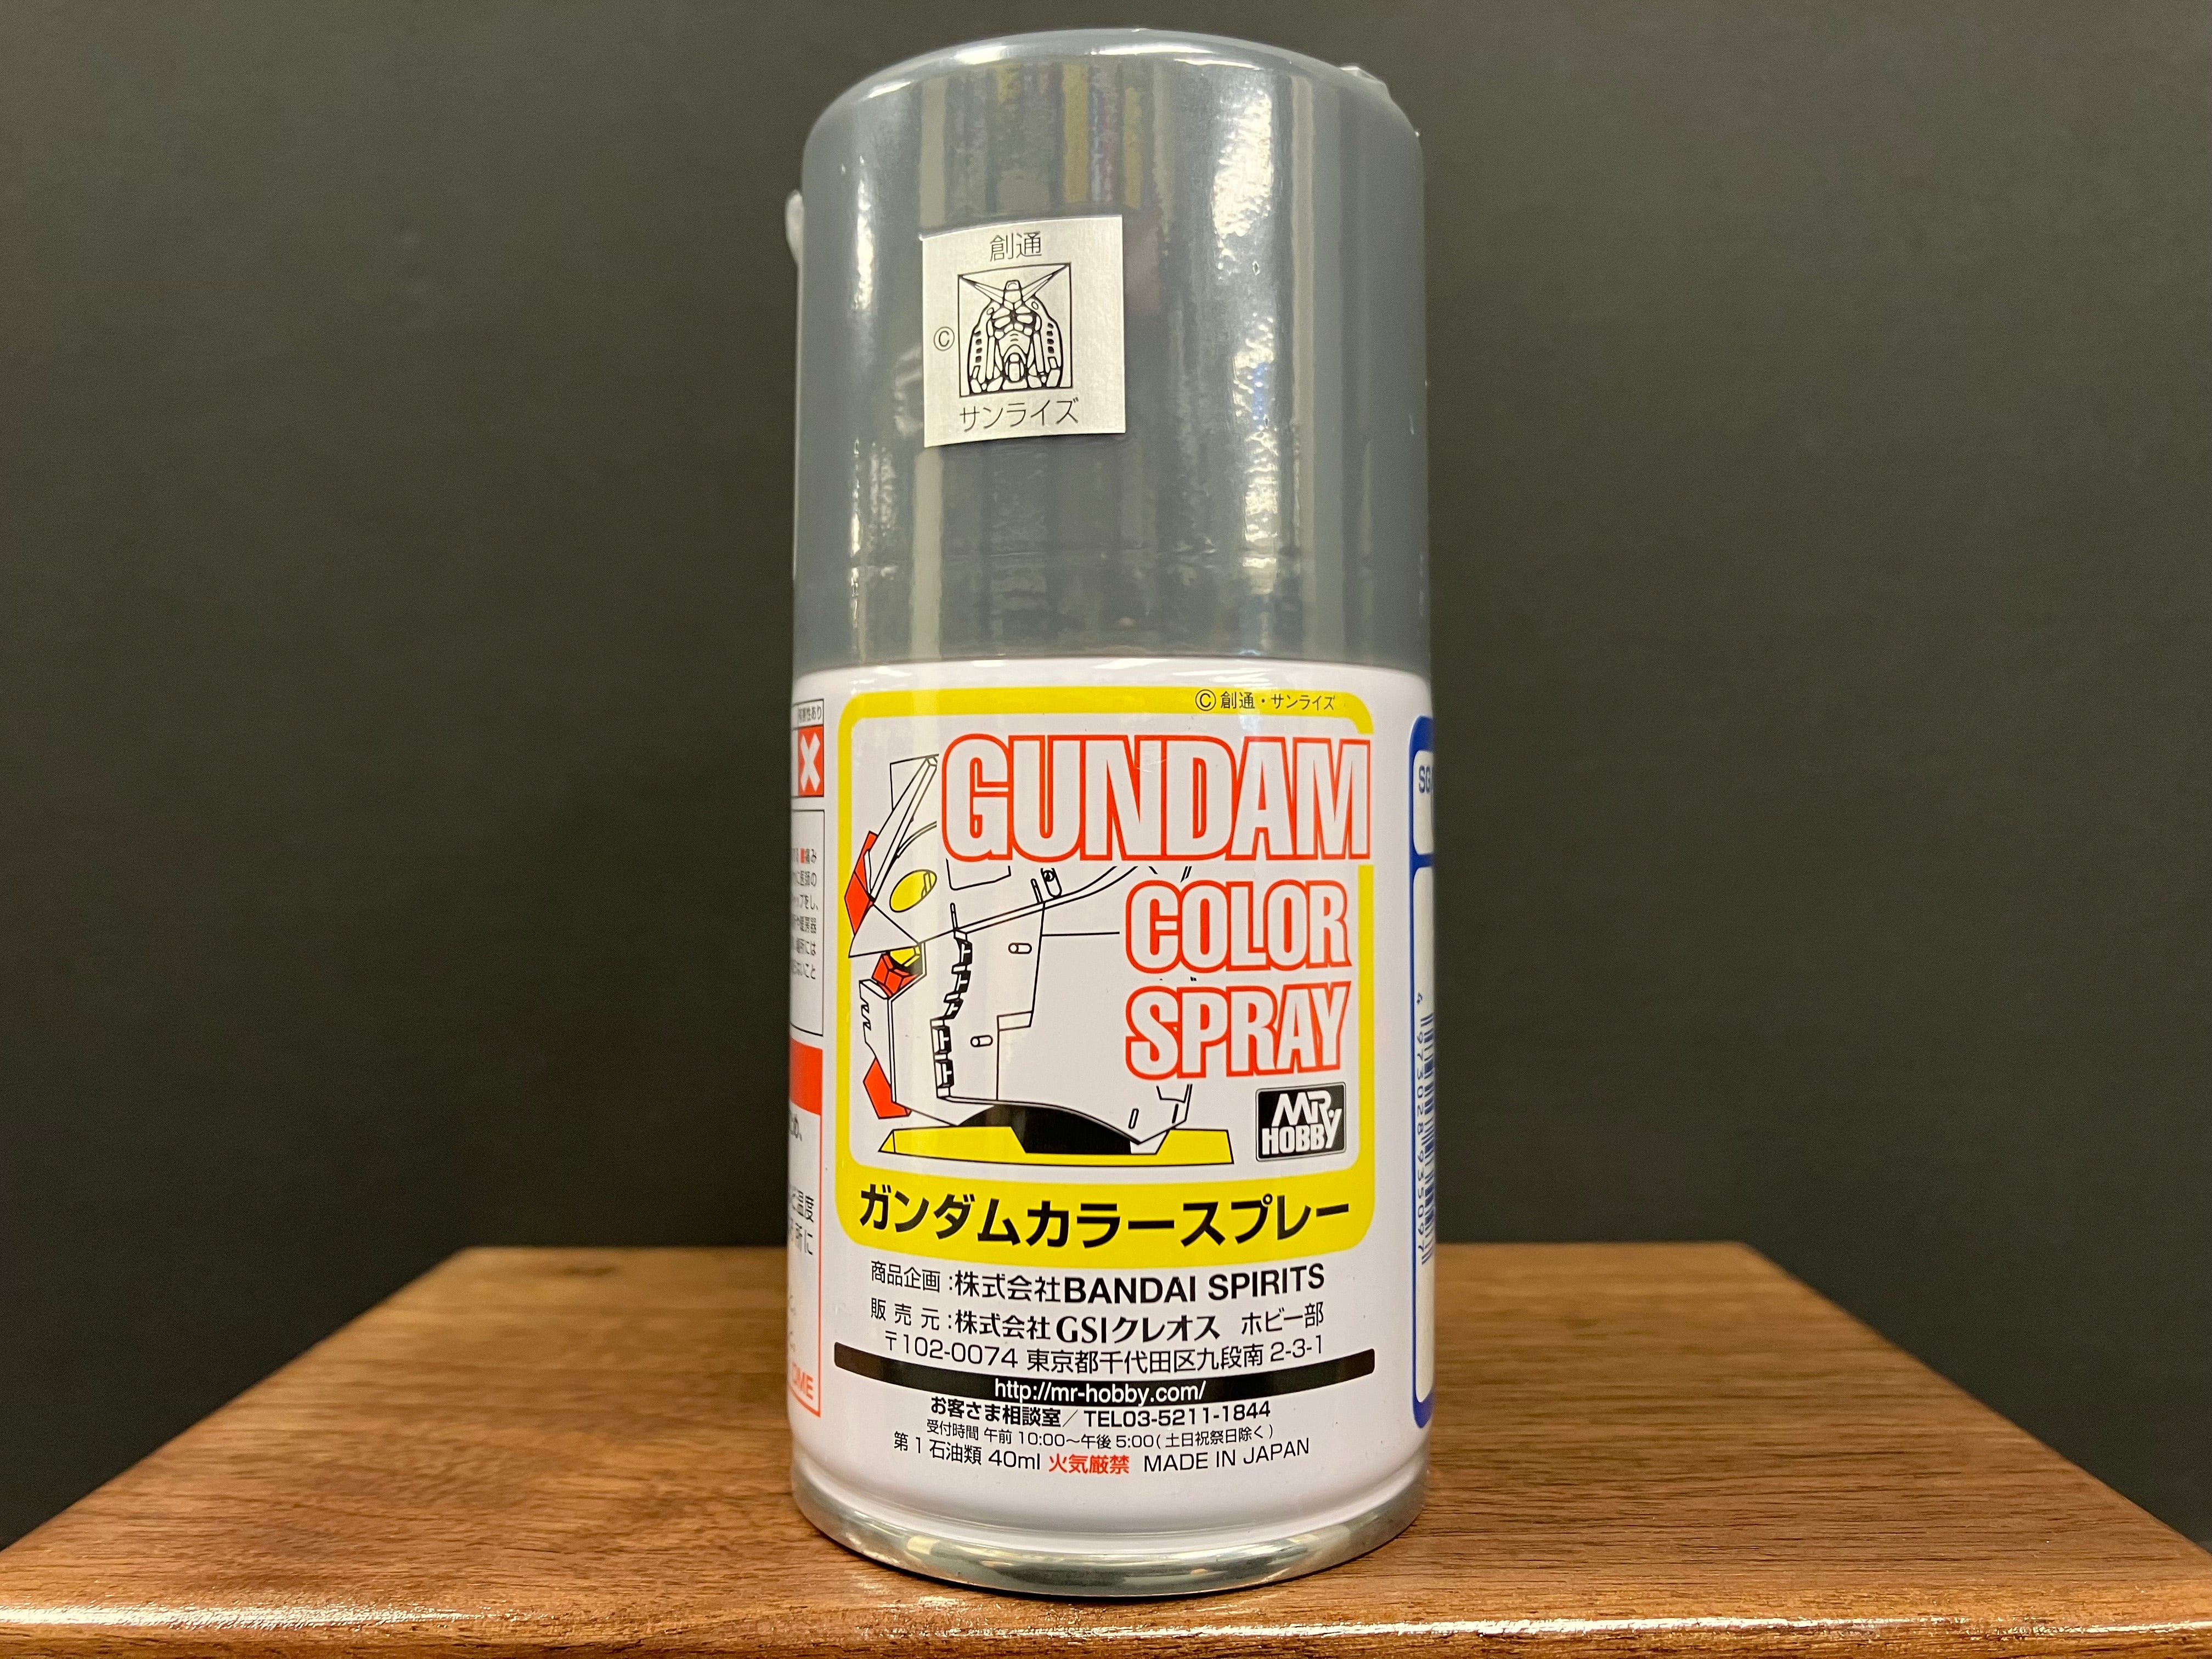 創通
©
サンライズ
©創通・サンライズ
GUNDAM
COLOR
SPRAY
MR
HOBBY
ガンダムカラースプレー
商品企画:株式会社BANDAI SPIRITS
販売元:株式会社GSIクレオス ホビー部
〒102-0074 東京都千代田区九段南 2-3-1
http://mr-hobby.com/
お客さま相談室/TEL03-5211-1844
受付時間 午前 10:00〜午後 5:00(土日祝祭日除く)
第1石油類 40ml 火気厳禁 MADE IN JAPAN
温度
所に
SG
4973028935097